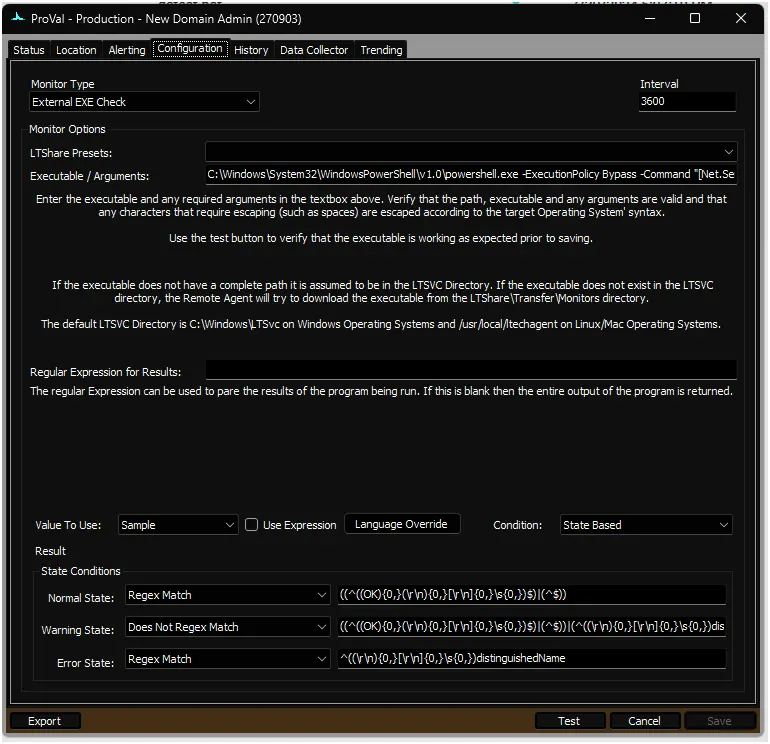 ProVal - Production - New Domain Admin (270903)
Status Location Alerting Configuration History Data Collector Trending
Monitor Type Interval
External EXE Check 3600
Monitor Options
LTShare Presets:
Executable / Arguments: C:\Windows\System32\WindowsPowerShell\v1.0\powershell.exe -ExecutionPolicy Bypass -Command "[Net.Se
Enter the executable and any required arguments in the textbox above. Verify that the path, executable and any arguments are valid and that
any characters that require escaping (such as spaces) are escaped according to the target Operating System' syntax.
Use the test button to verify that the executable is working as expected prior to saving.
If the executable does not have a complete path it is assumed to be in the LTSVC Directory. If the executable does not exist in the LTSVC
directory, the Remote Agent will try to download the executable from the LTShare\Transfer\Monitors directory.
The default LTSVC Directory is C:\Windows\LTSvc on Windows Operating Systems and /usr/local/ltechagent on Linux/Mac Operating Systems.
Regular Expression for Results:
The regular Expression can be used to pare the results of the program being run. If this is blank then the entire output of the program is returned.
Value To Use: Sample Use Expression Language Override Condition: State Based
Result
State Conditions
Normal State: Regex Match ((^((OK){0,}(\r\n){0,}[\r\n]{0,}\s{0,})$)|(^$))
Warning State: Does Not Regex Match ((^((OK){0,}(\r\n){0,}[\r\n]{0,}\s{0,})$)|(^$))|(^((\r\n){0,}[\r\n]{0,}\s{0,})dis
Error State: Regex Match ^((\r\n){0,}[\r\n]{0,}\s{0,})distinguishedName
Export Test Cancel Save